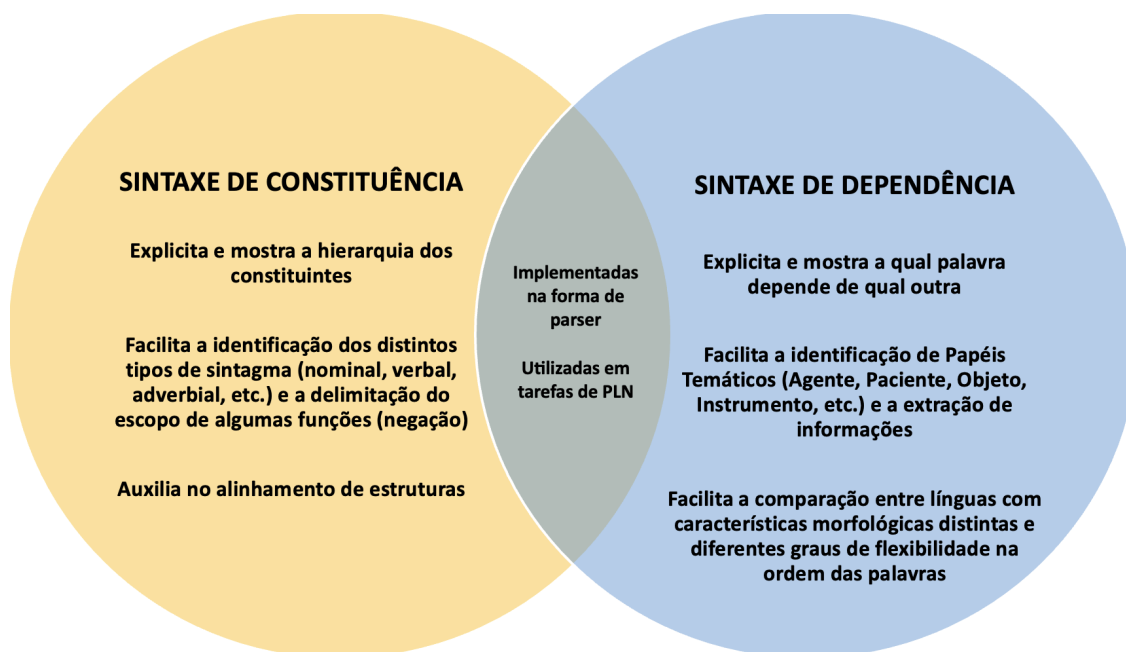 SINTAXE DE CONSTITUÊNCIA
Explicita e mostra a hierarquia dos
constituintes
Facilita a identificação dos distintos
tipos de sintagma (nominal, verbal,
adverbial, etc.) e a delimitação do
escopo de algumas funções (negação)
Auxilia no alinhamento de estruturas
Implementadas
na forma de
parser
Utilizadas em
tarefas de PLN
SINTAXE DE DEPENDÊNCIA
Explicita e mostra a qual palavra
depende de qual outra
Facilita a identificação de Papéis
Temáticos (Agente, Paciente, Objeto,
Instrumento, etc.) e a extração de
informações
Facilita a comparação entre línguas com
características morfológicas distintas e
diferentes graus de flexibilidade na
ordem das palavras